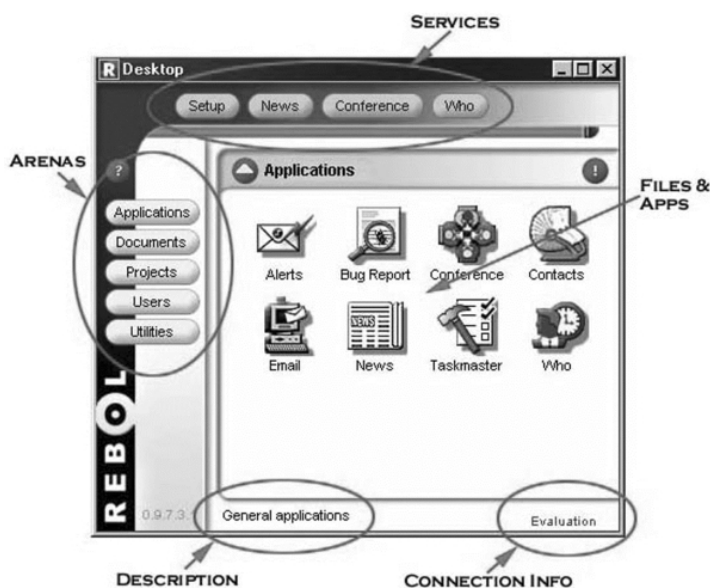 SERVICES
R Desktop
Setup News Conference Who
ARENAS
?
Applications
!
FILES &
APPS
Applications
Documents
Projects
Users
Utilities
Alerts Bug Report Conference Contacts
NEWS
Email News Taskmaster Who
REBOL
0.9.7.3.
General applications
Evaluation
DESCRIPTION
CONNECTION INFO